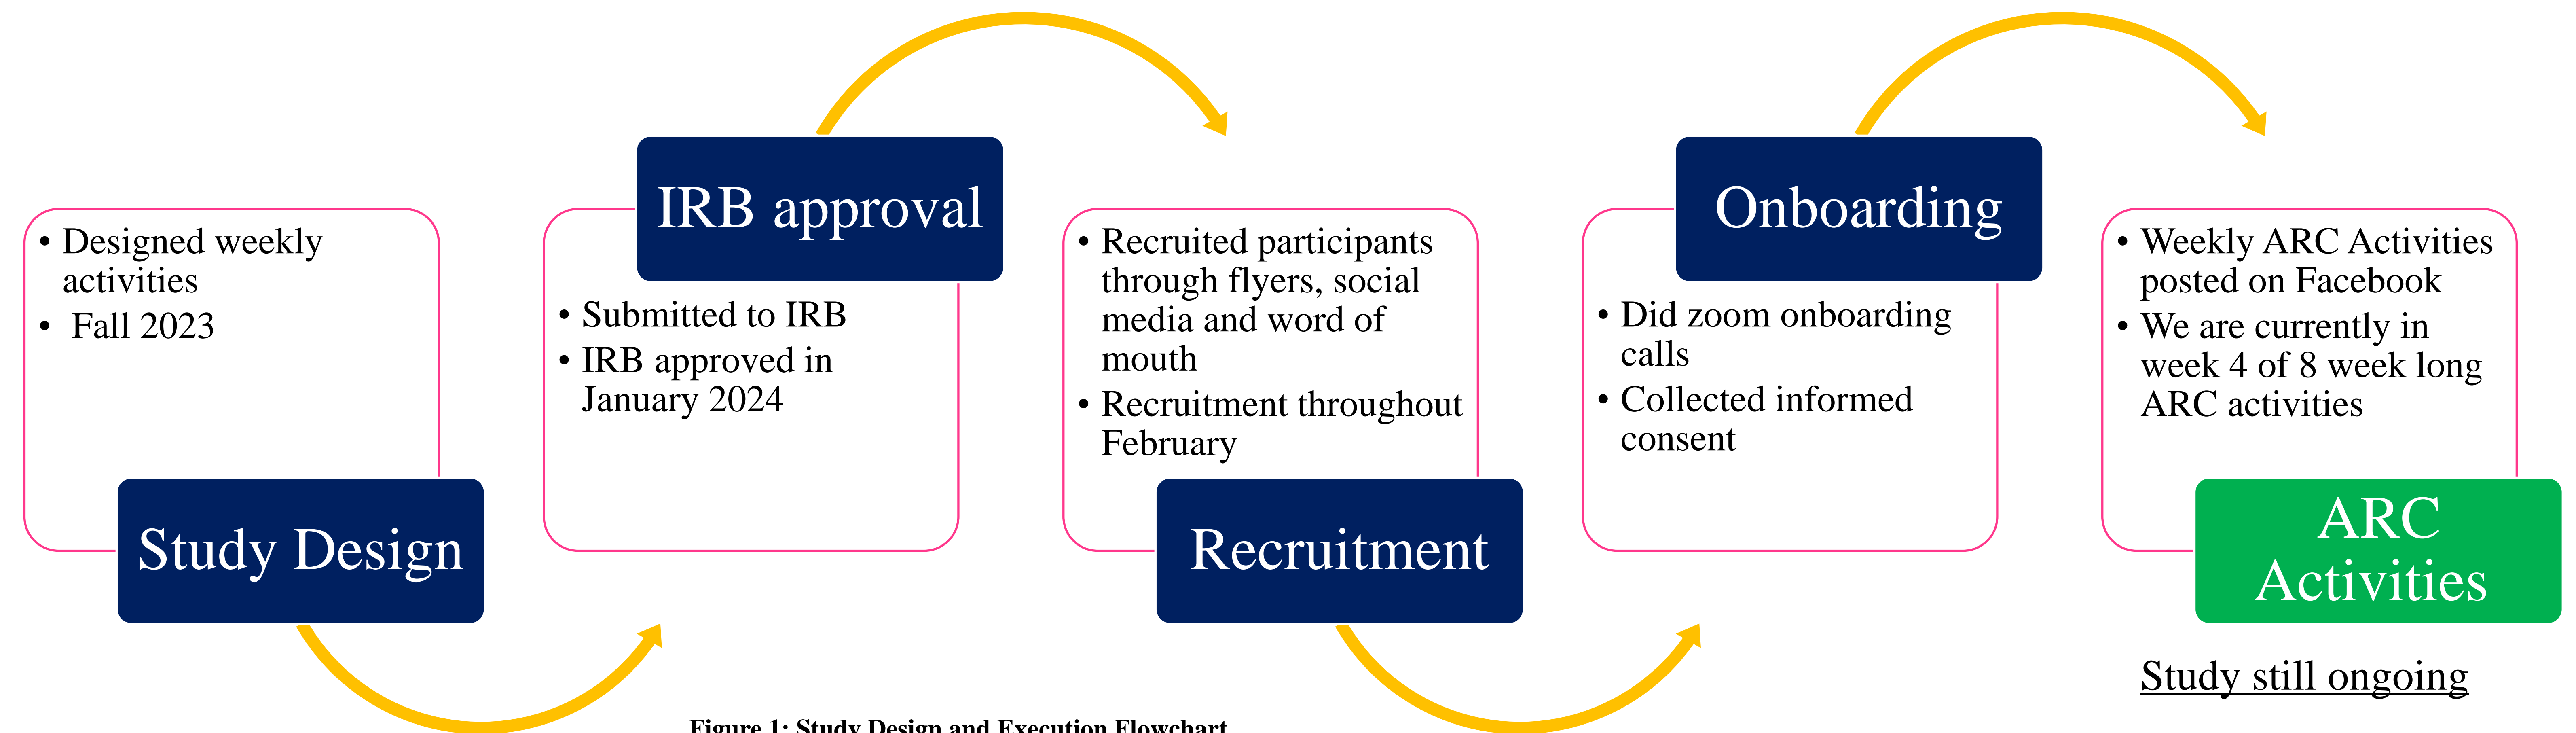 • Designed weekly
activities
• Fall 2023
Study Design
IRB approval
• Submitted to IRB
• IRB approved in
January 2024
• Recruited participants
through flyers, social
media and word of
mouth
• Recruitment throughout
February
Recruitment
Onboarding
• Did zoom onboarding
calls
• Collected informed
consent
• Weekly ARC Activities
posted on Facebook
• We are currently in
week 4 of 8 week long
ARC activities
ARC
Activities
Study still ongoing
Figure 1: Study Design and Execution Flowchart